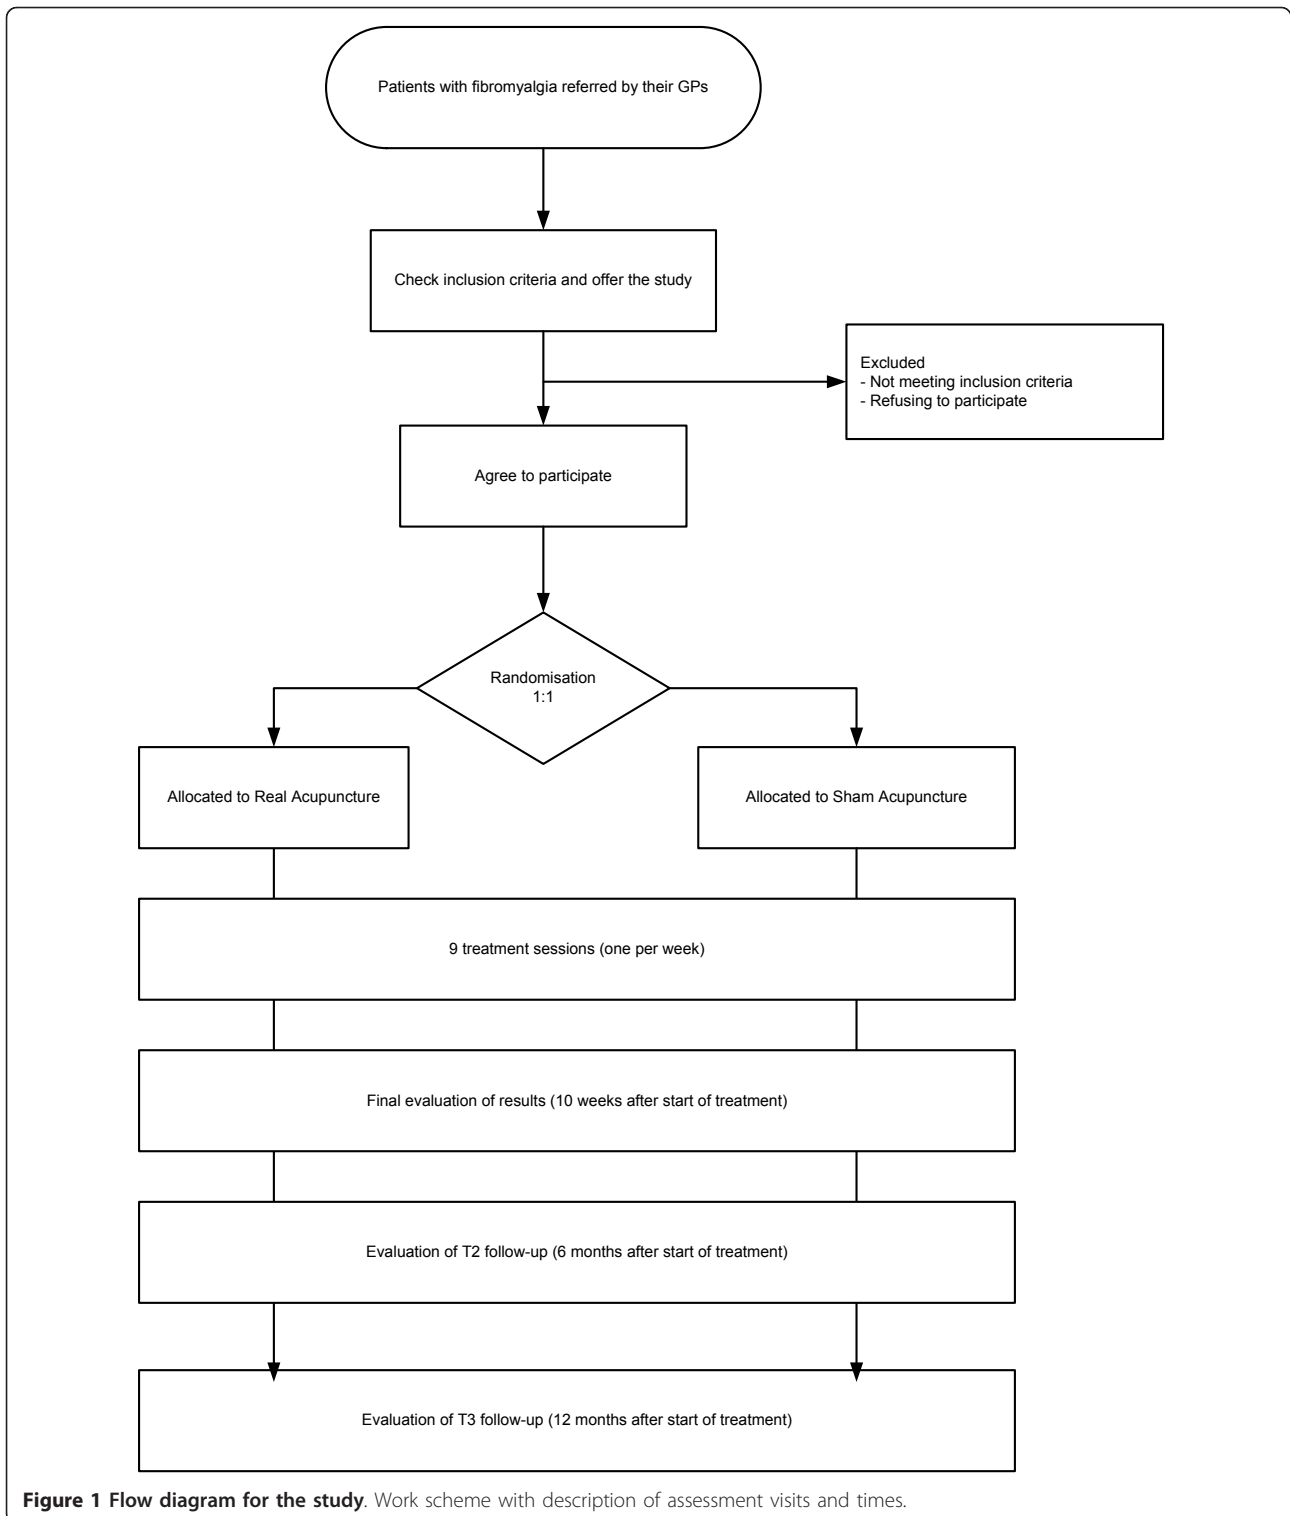 Patients with fibromyalgia referred by their GPs
Check inclusion criteria and offer the study
Excluded
- Not meeting inclusion criteria
- Refusing to participate
Agree to participate
Randomisation
1:1
Allocated to Real Acupuncture
Allocated to Sham Acupuncture
9 treatment sessions (one per week)
Final evaluation of results (10 weeks after start of treatment)
Evaluation of T2 follow-up (6 months after start of treatment)
Evaluation of T3 follow-up (12 months after start of treatment)
Figure 1 Flow diagram for the study. Work scheme with description of assessment visits and times.